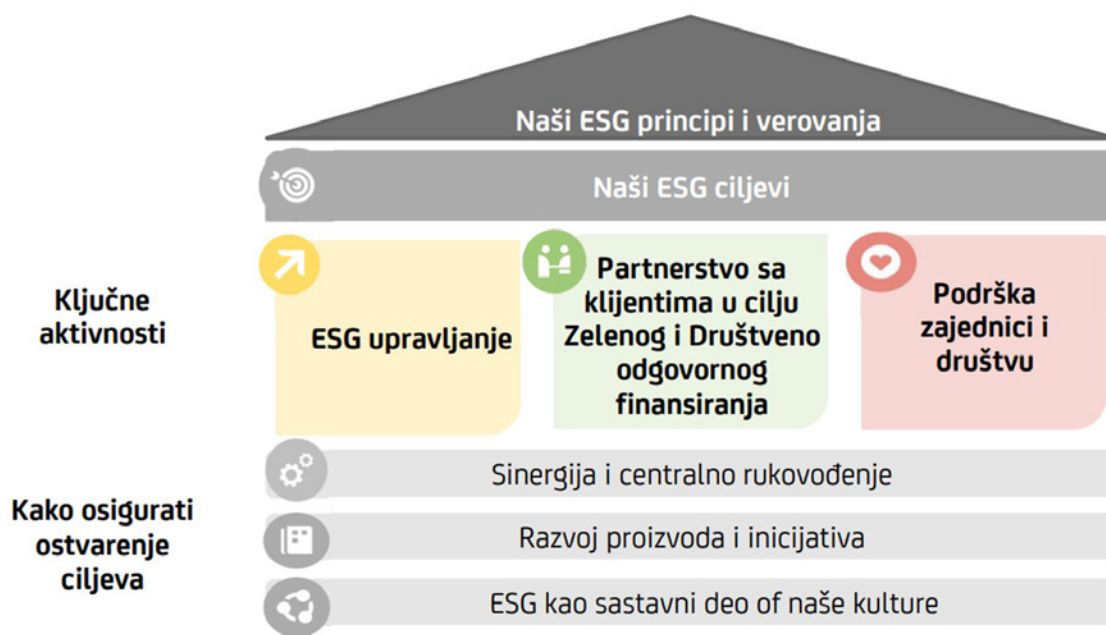 Naši ESG principi i verovanja
Naši ESG ciljevi
Ključne
aktivnosti
ESG upravljanje
Partnerstvo sa
klijentima u cilju
Zelenog i Društveno
odgovornog
finansiranja
Podrška
zajednici i
društvu
Kako osigurati
ostvarenje
ciljeva
Sinergija i centralno rukovođenje
Razvoj proizvoda i inicijativa
ESG kao sastavni deo of naše kulture